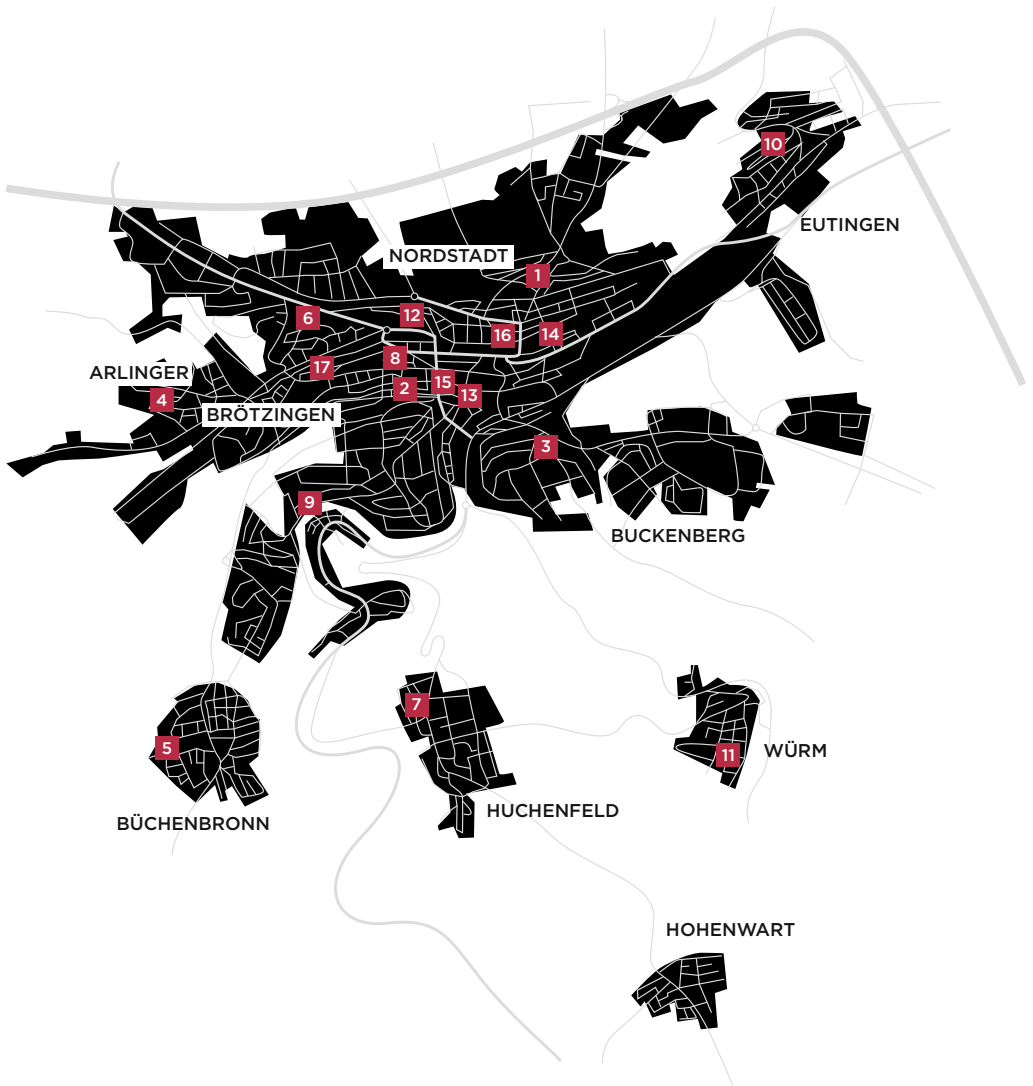 10
EUTINGEN
NORDSTADT
1
6
12
16
14
8
17
ARLINGER
4
2
15
13
BRÖTZINGEN
3
9
BUCKENBERG
7
5
11
WÜRM
HUCHENFELD
BÜCHENBRONN
HOHENWART